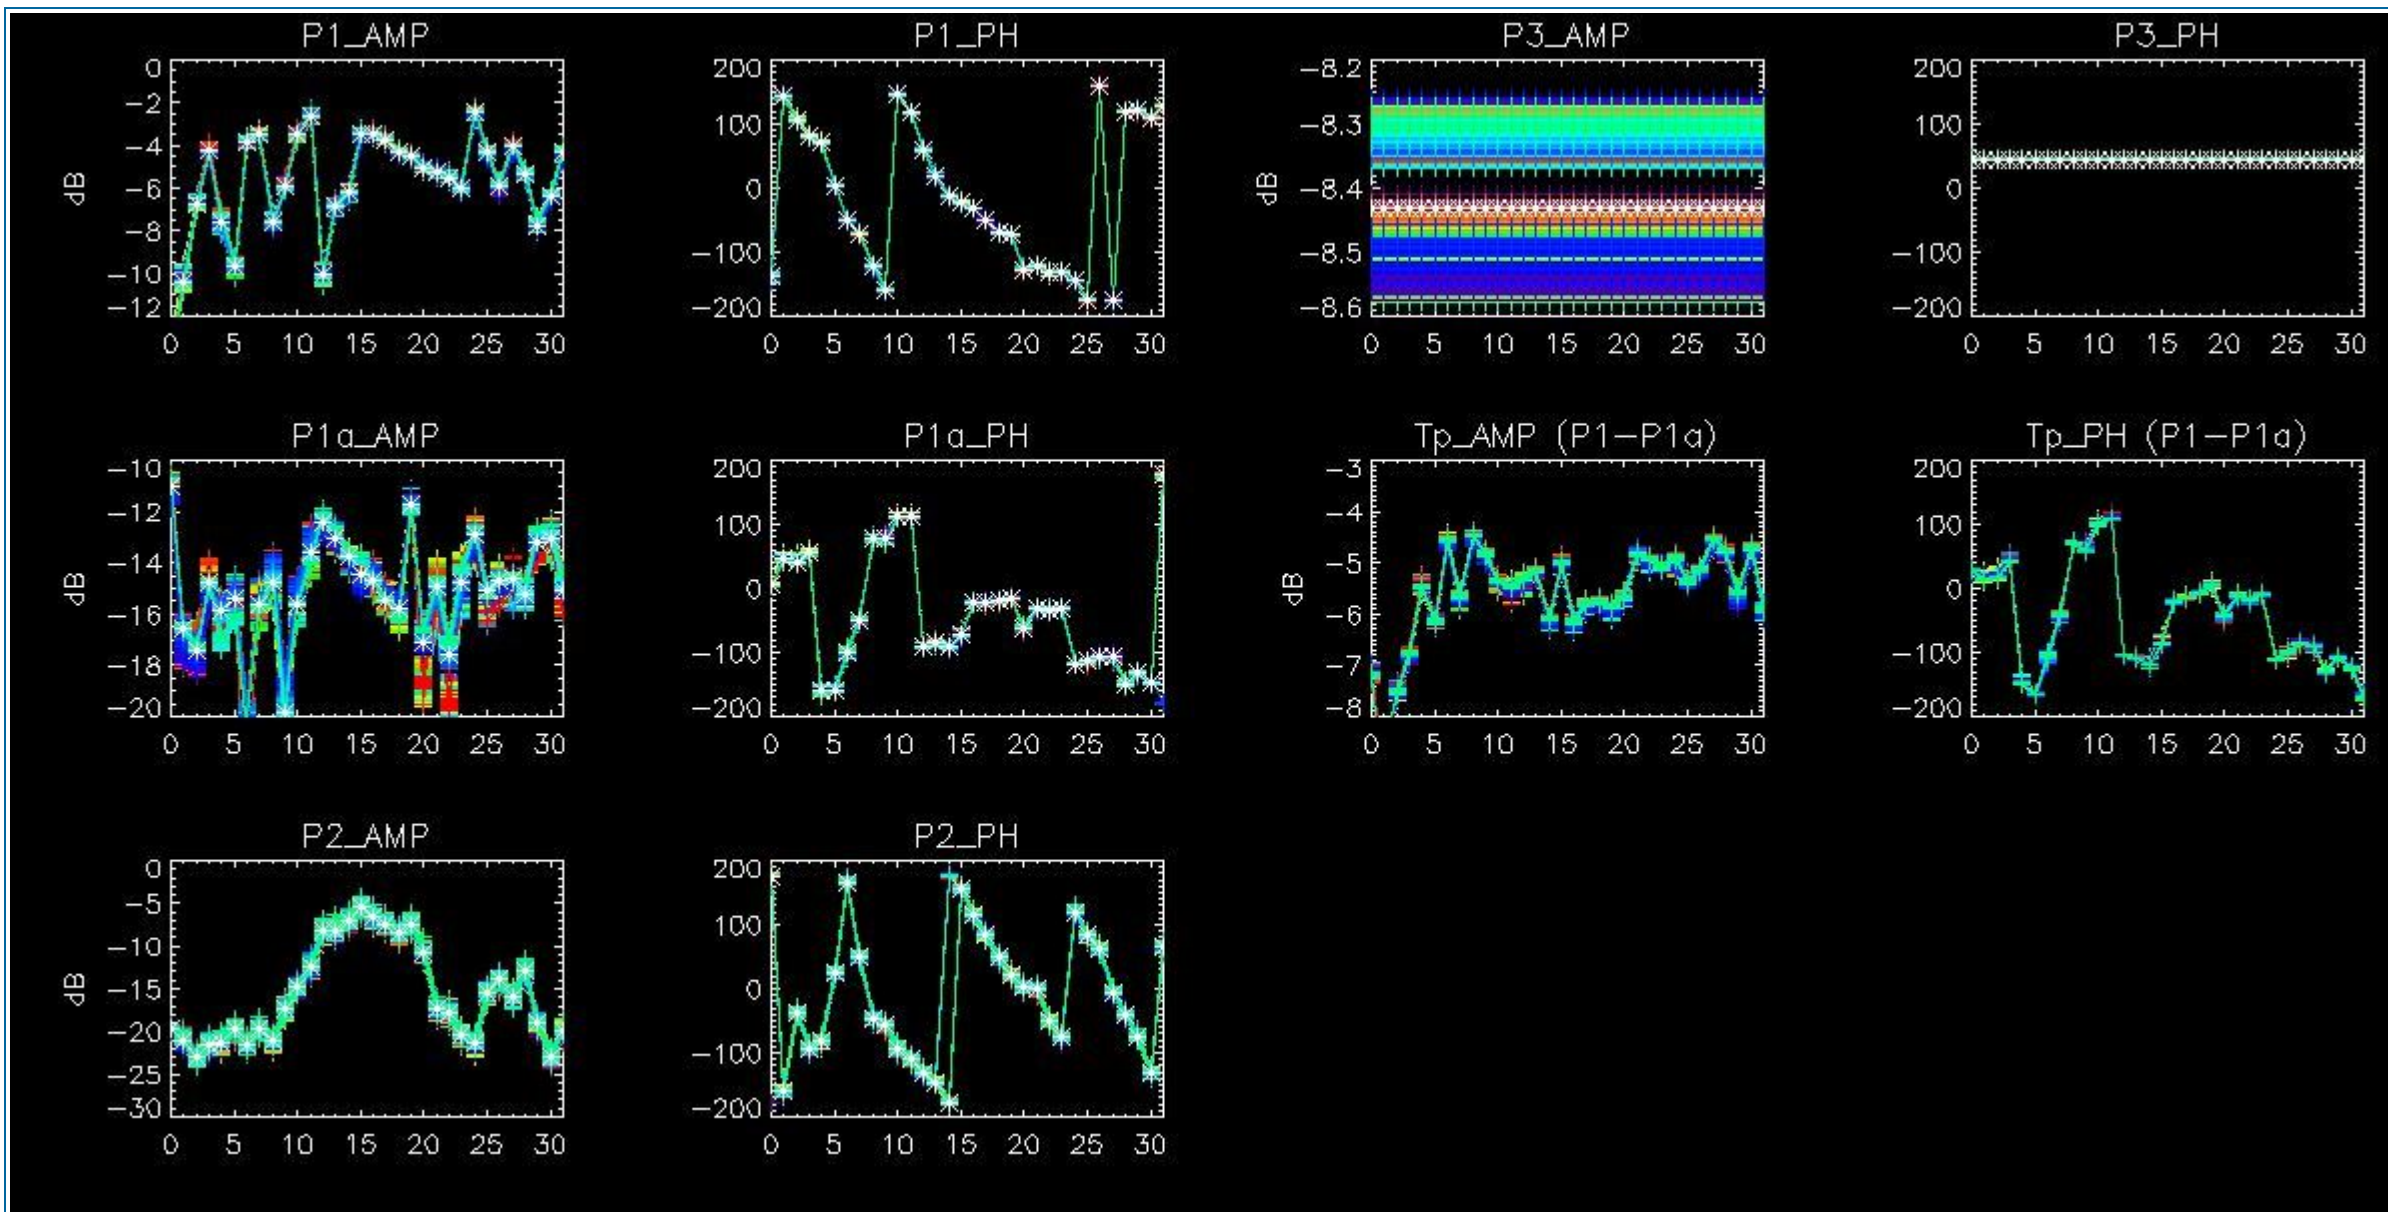 P1_AMP P1_PH P3_AMP P3_PH
0 200 -8.2 200
-2
100 -8.3 100
-4
dB -6 0 dB -8.4 0
-8
-100 -8.5 -100
-10
-12 -200 -8.6 -200
0 5 10 15 20 25 30 0 5 10 15 20 25 30 0 5 10 15 20 25 30 0 5 10 15 20 25 30
P1a_AMP P1a_PH Tp_AMP (P1-P1a) Tp_PH (P1-P1a)
-10 200 -3 200
-12 100 -4 100
-14 -5
dB 0 dB 0
-16 -6
-18 -100 -7 -100
-20 -200 -8 -200
0 5 10 15 20 25 30 0 5 10 15 20 25 30 0 5 10 15 20 25 30 0 5 10 15 20 25 30
P2_AMP P2_PH
0 200
-5
100
-10
dB -15 0
-20
-100
-25
-30 -200
0 5 10 15 20 25 30 0 5 10 15 20 25 30